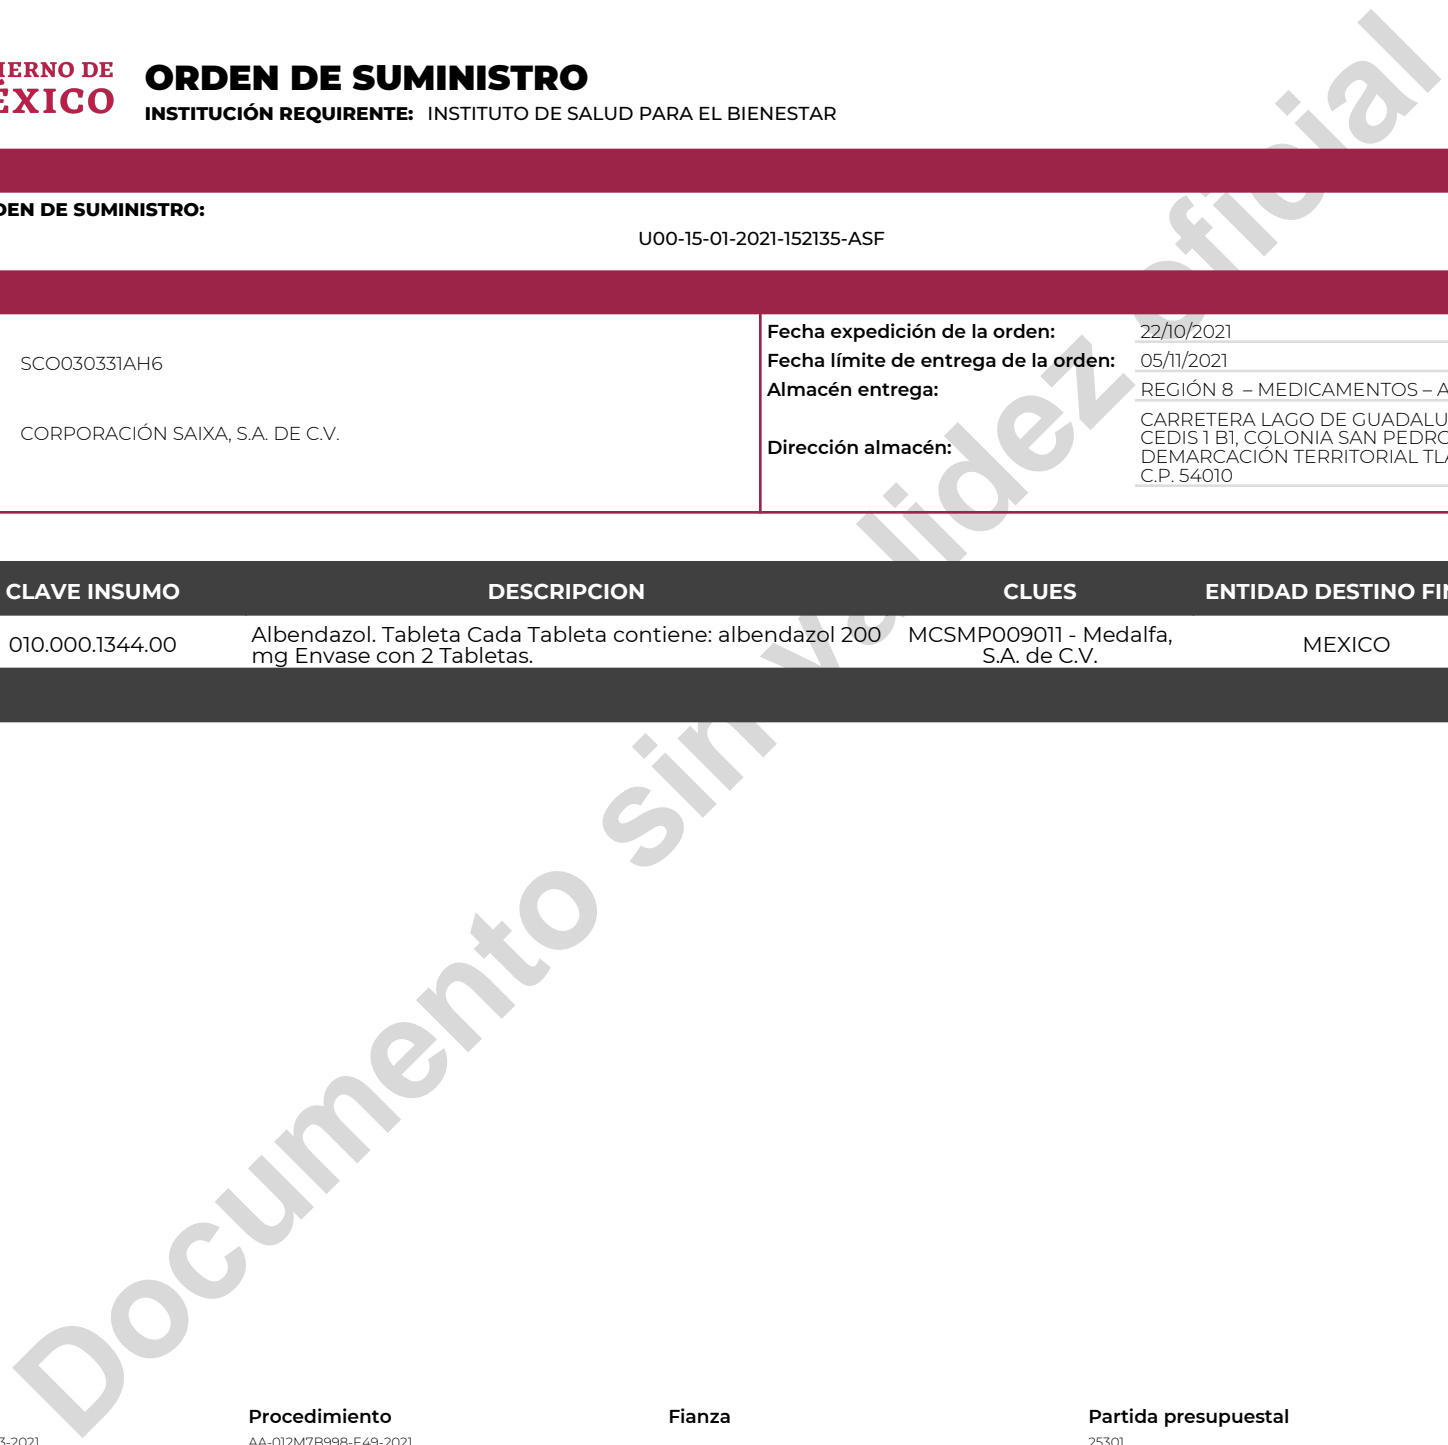 ORDEN DE SUMINISTRO
INSTITUCIÓN REQUIRENTE: INSTITUTO DE SALUD PARA EL BIENESTAR
IERNO DE
ÉXICO
DEN DE SUMINISTRO:
U00-15-01-2021-152135-ASF
SCO030331AH6
CORPORACIÓN SAIXA, S.A. DE C.V.
Fecha expedición de la orden: 22/10/2021
Fecha límite de entrega de la orden: 05/11/2021
Almacén entrega: REGIÓN 8 – MEDICAMENTOS – A
Dirección almacén:
CARRETERA LAGO DE GUADALU
CEDIS 1 B1, COLONIA SAN PEDRO
DEMARCACIÓN TERRITORIAL TLA
C.P. 54010
CLAVE INSUMO DESCRIPCION CLUES ENTIDAD DESTINO FIN
010.000.1344.00
Albendazol. Tableta Cada Tableta contiene: albendazol 200
mg Envase con 2 Tabletas.
MCSMP009011 - Medalfa,
S.A. de C.V.
MEXICO
Documento sin validez oficial
Procedimiento Fianza Partida presupuestal
3-2021 AA-012M7B998-E49-2021 25301